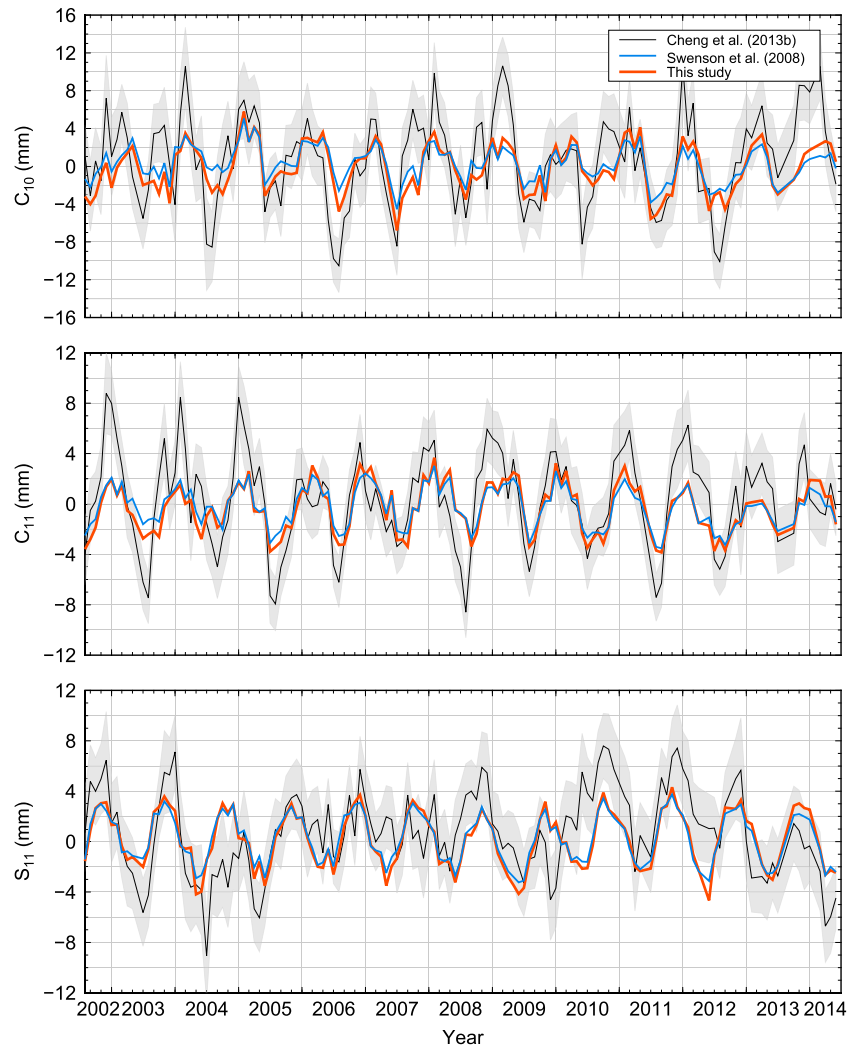 16
12
8
4
0
−4
−8
−12
−16
C10 (mm)
Cheng et al. (2013b)
Swenson et al. (2008)
This study
12
8
4
0
−4
−8
−12
C11 (mm)
12
8
4
0
−4
−8
−12
S11 (mm)
2002 2003 2004 2005 2006 2007 2008 2009 2010 2011 2012 2013 2014
Year